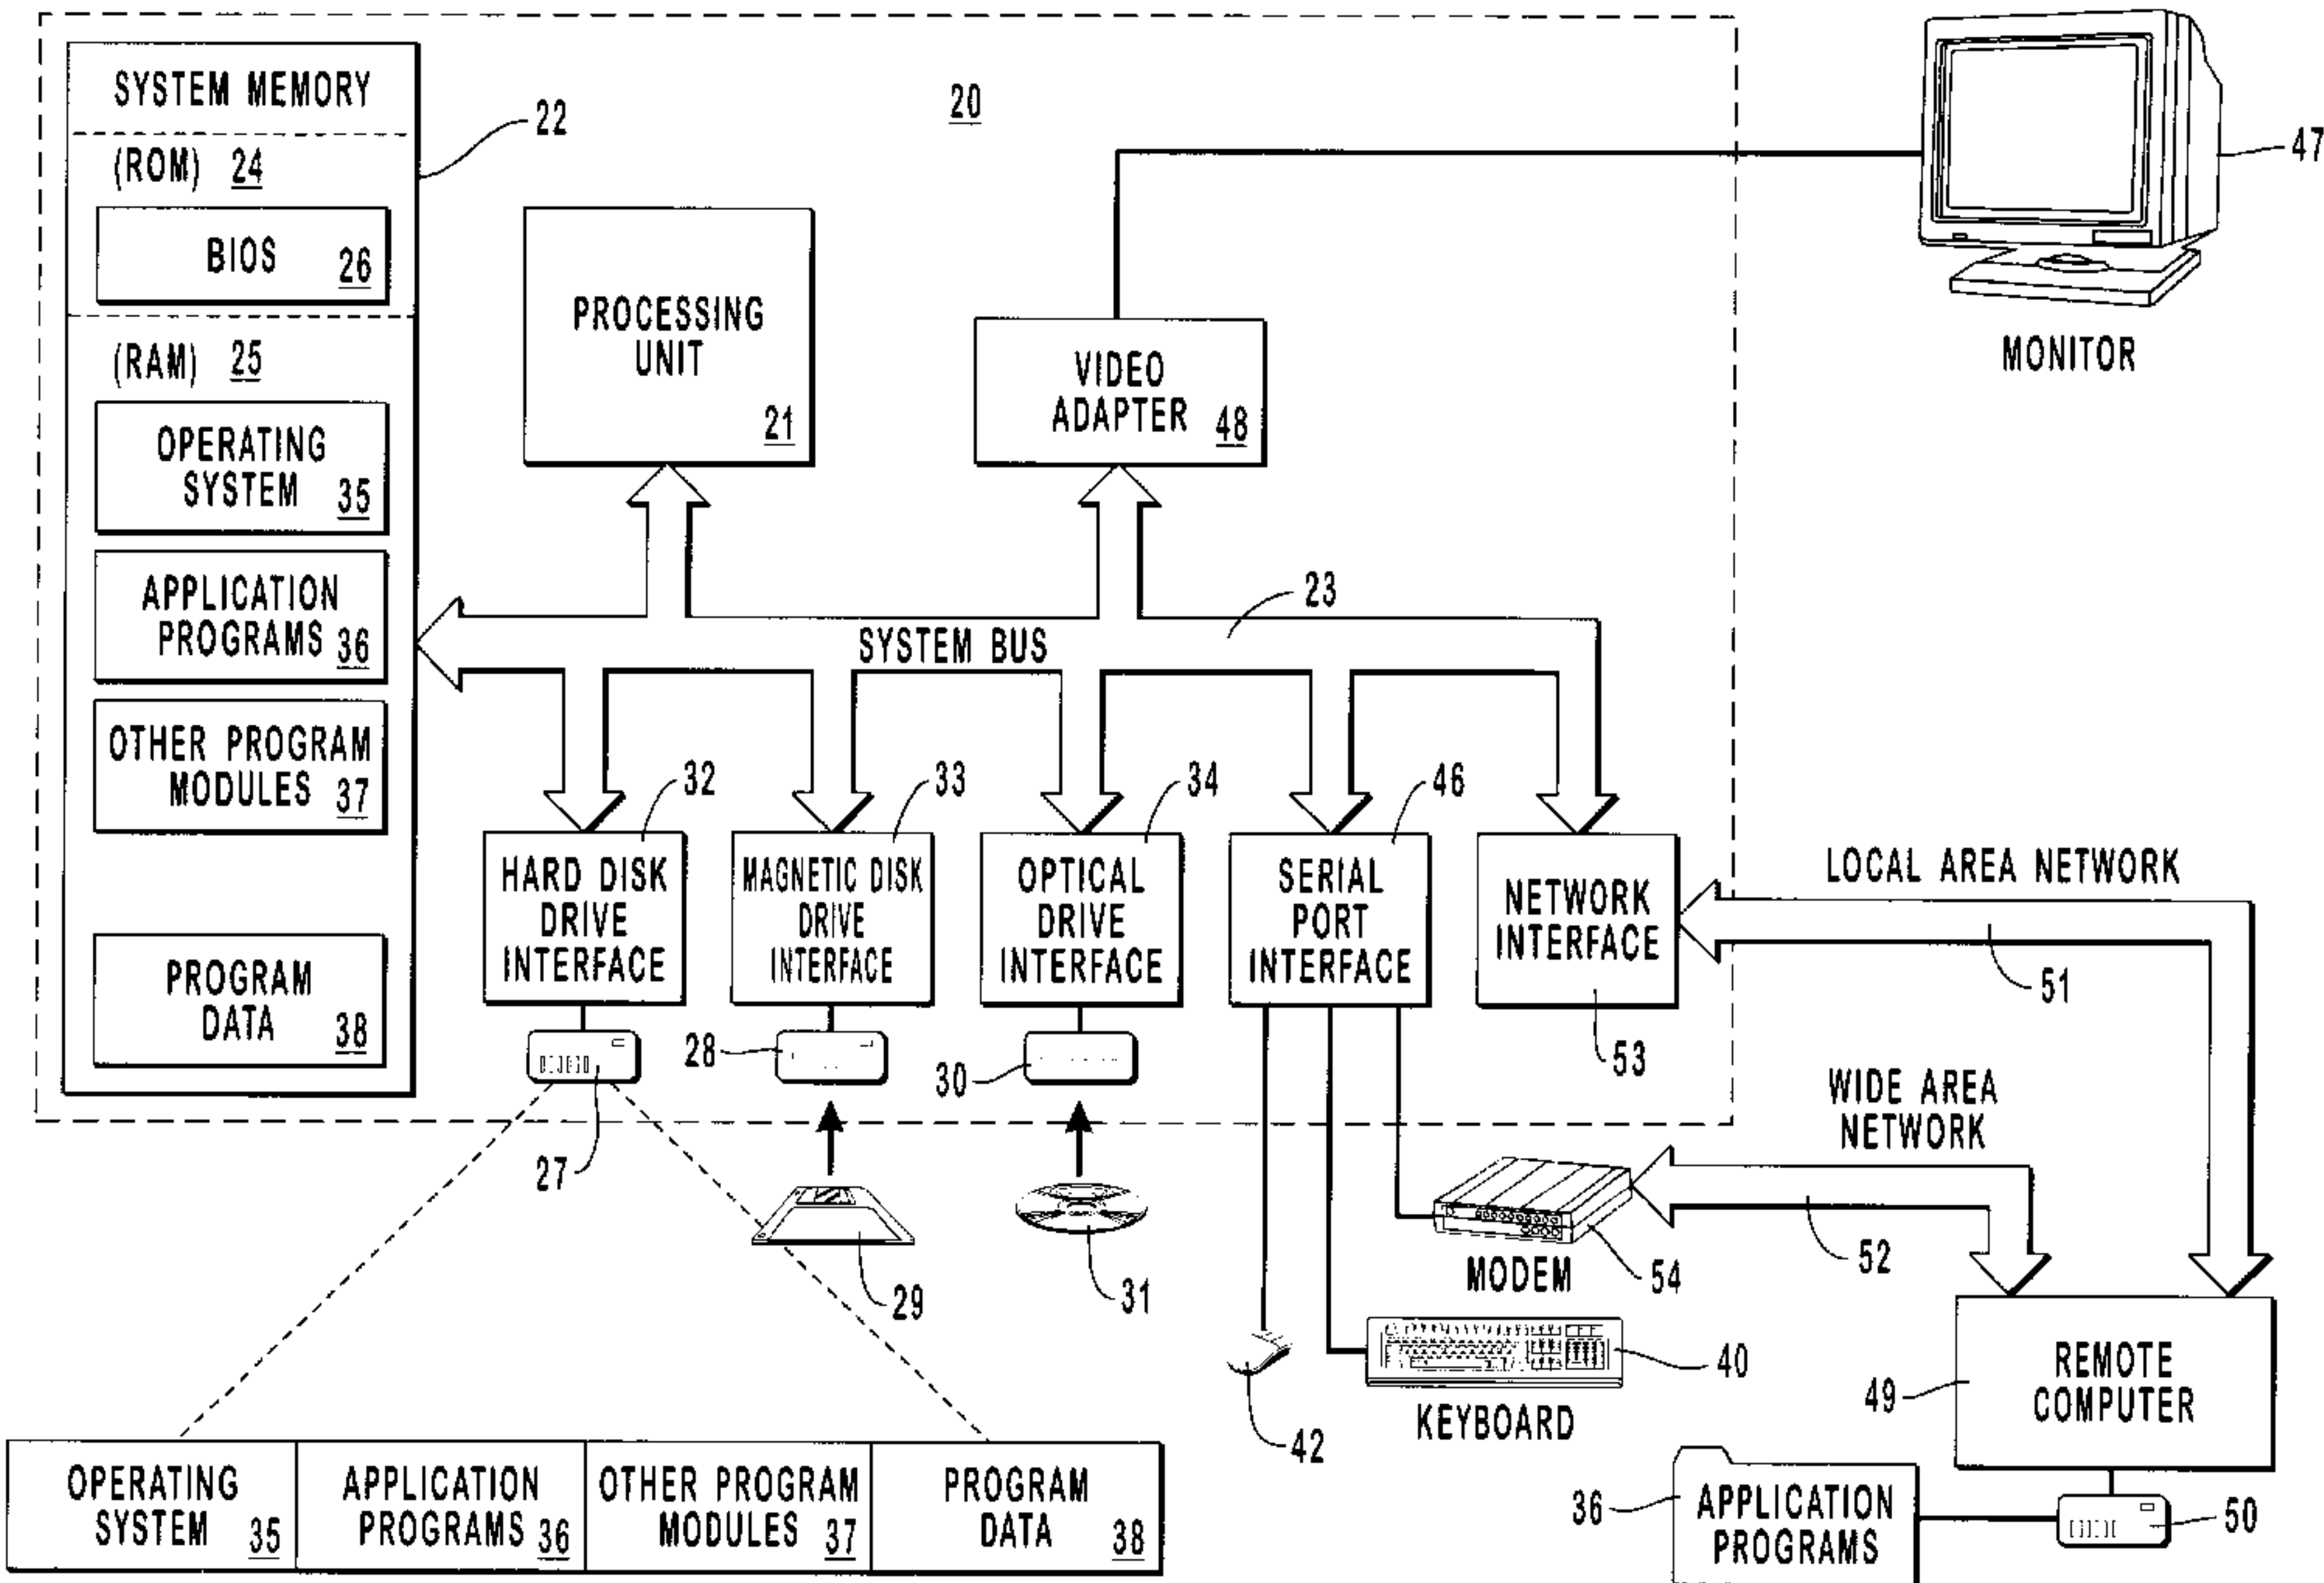 SYSTEM MEMORY
22
(ROM) 24
BIOS
26
(RAM) 25
OPERATING
SYSTEM 35
APPLICATION
PROGRAMS 36
OTHER PROGRAM
MODULES 37
PROGRAM
DATA 38
20
PROCESSING
UNIT
21
VIDEO
ADAPTER 48
47
MONITOR
23
SYSTEM BUS
32
HARD DISK
DRIVE
INTERFACE
33
MAGNETIC DISK
DRIVE
INTERFACE
34
OPTICAL
DRIVE
INTERFACE
46
SERIAL
PORT
INTERFACE
NETWORK
INTERFACE
53
LOCAL AREA NETWORK
51
27
28
30
29
31
WIDE AREA
NETWORK
52
MODEM
54
42
40
KEYBOARD
49
REMOTE
COMPUTER
50
36
APPLICATION
PROGRAMS
OPERATING
SYSTEM 35
APPLICATION
PROGRAMS 36
OTHER PROGRAM
MODULES 37
PROGRAM
DATA 38